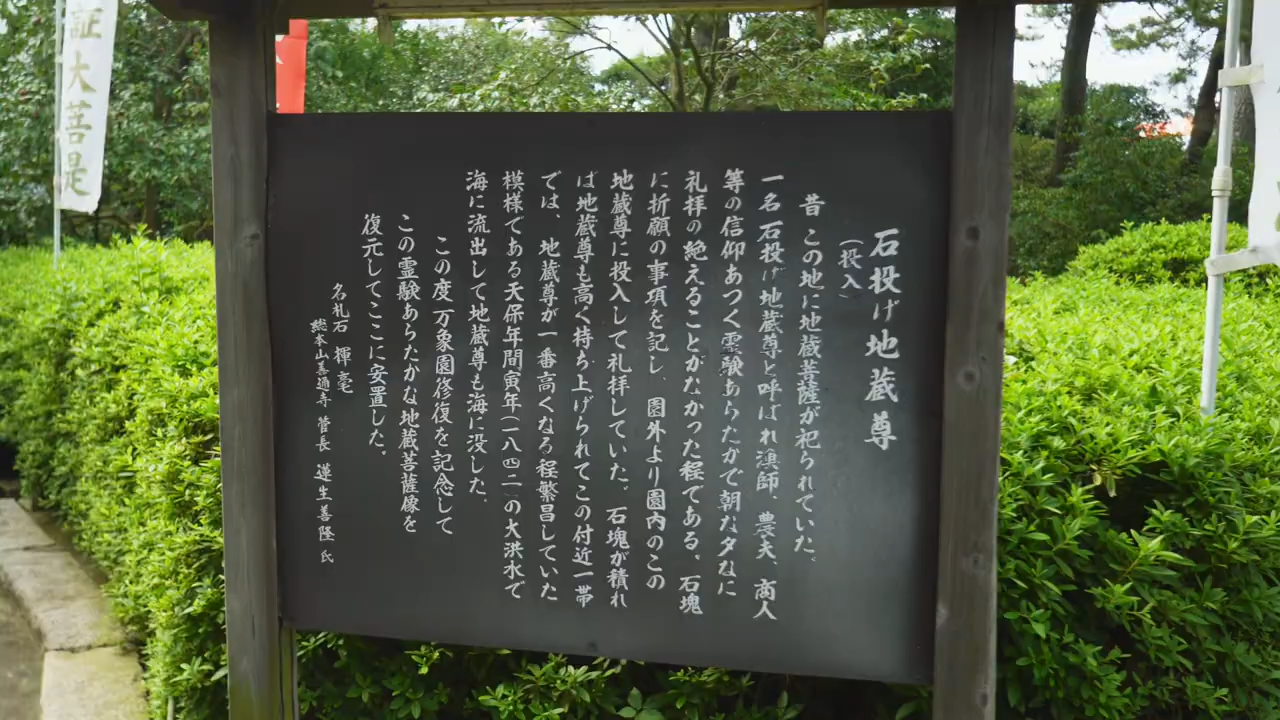 石投げ地蔵尊
(投入)
昔この地に地蔵菩薩が祀られていた、
一名石投げ地蔵尊と呼ばれ漁師、農夫、商人
等の信仰あつく霊験あらたかで朝な夕なに
礼拝の絶えることがなかった程である。石塊
に祈願の事項を記し、園外より園内のこの
地蔵尊に投入して礼拝していた。石塊が積れ
ば地蔵尊も高く持ち上げられてこの付近一帯
では、地蔵尊が一番高くなる程繁昌していた
模様である天保年間寅年(一八四二)の大洪水で
海に流出して地蔵尊も海に没した。
この度万象園修復を記念して
この霊験あらたかな地蔵菩薩像を
復元してここに安置した。
名札石 揮毫
総本山善通寺 管長 蓮生善隆 氏
証大菩是